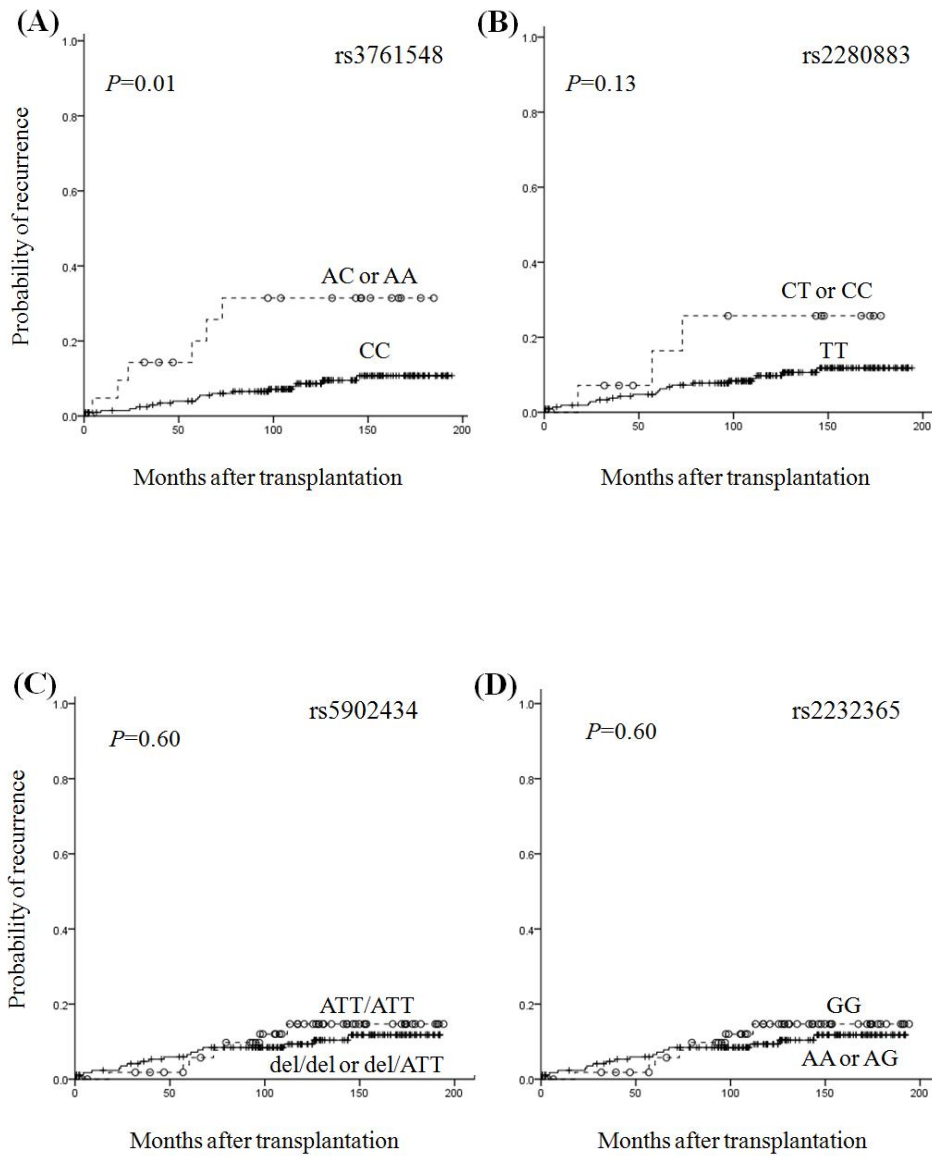 (A)
rs3761548
P=0.01
1.0
0.8
0.6
0.4
0.2
0.0
AC or AA
CC
0 50 100 150 200
Probability of recurrence
Months after transplantation
(B)
rs2280883
P=0.13
1.0
0.8
0.6
0.4
0.2
0.0
CT or CC
TT
0 50 100 150 200
Months after transplantation
(C)
rs5902434
P=0.60
1.0
0.8
0.6
0.4
0.2
0.0
ATT/ATT
del/del or del/ATT
0 50 100 150 200
Probability of recurrence
Months after transplantation
(D)
rs2232365
P=0.60
1.0
0.8
0.6
0.4
0.2
0.0
GG
AA or AG
0 50 100 150 200
Months after transplantation